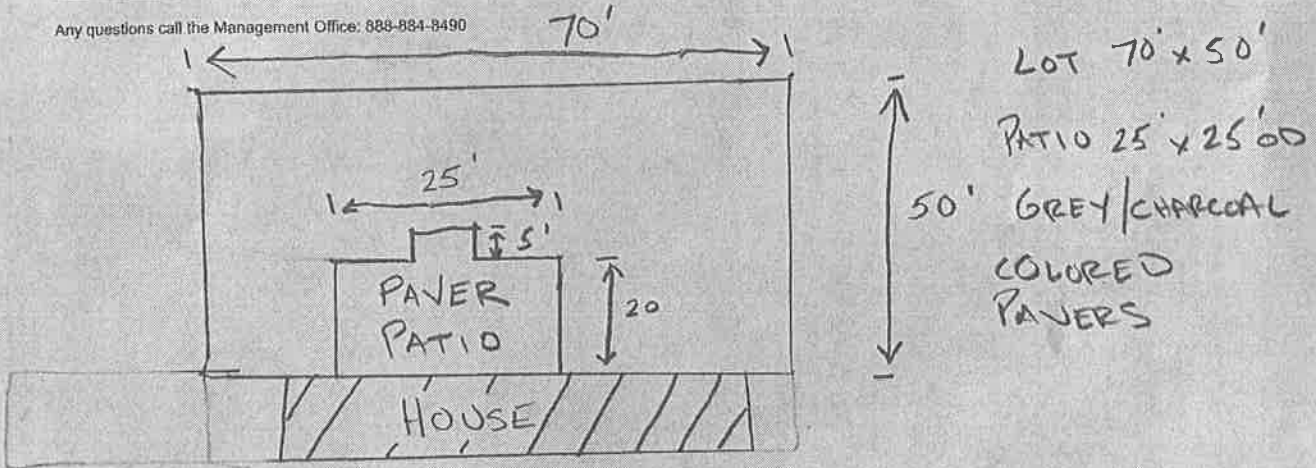 Any questions call the Management Office: 888-884-8490
70'
LOT 70' x 50'
PATIO 25' x 25' OD
25'
50' GREY/CHARCOAL
5'
COLORED
PAVER
20
PAVERS
PATIO
HOUSE